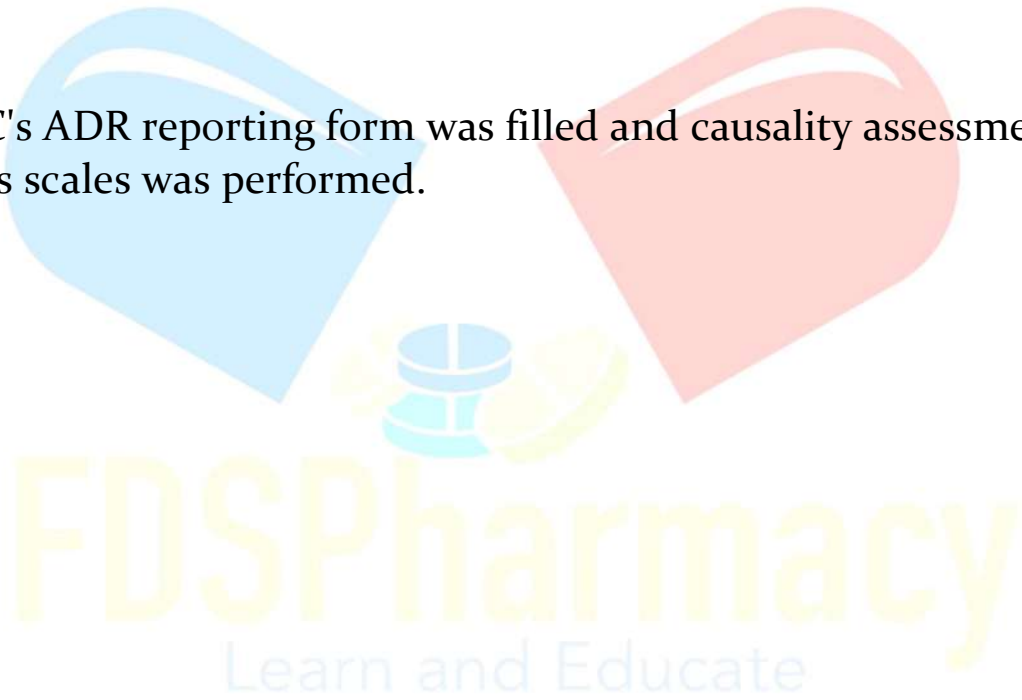 's ADR reporting form was filled and causality assessme
s scales was performed.
FDSPharmacy
Learn and Educate